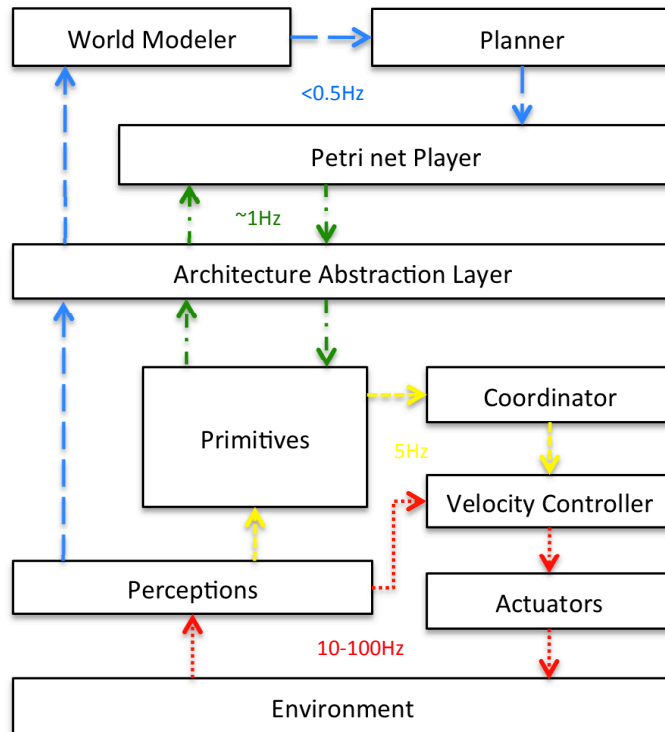 World Modeler
Planner
<0.5Hz
Petri net Player
~1Hz
Architecture Abstraction Layer
Primitives
Coordinator
5Hz
Velocity Controller
Perceptions
Actuators
10-100Hz
Environment